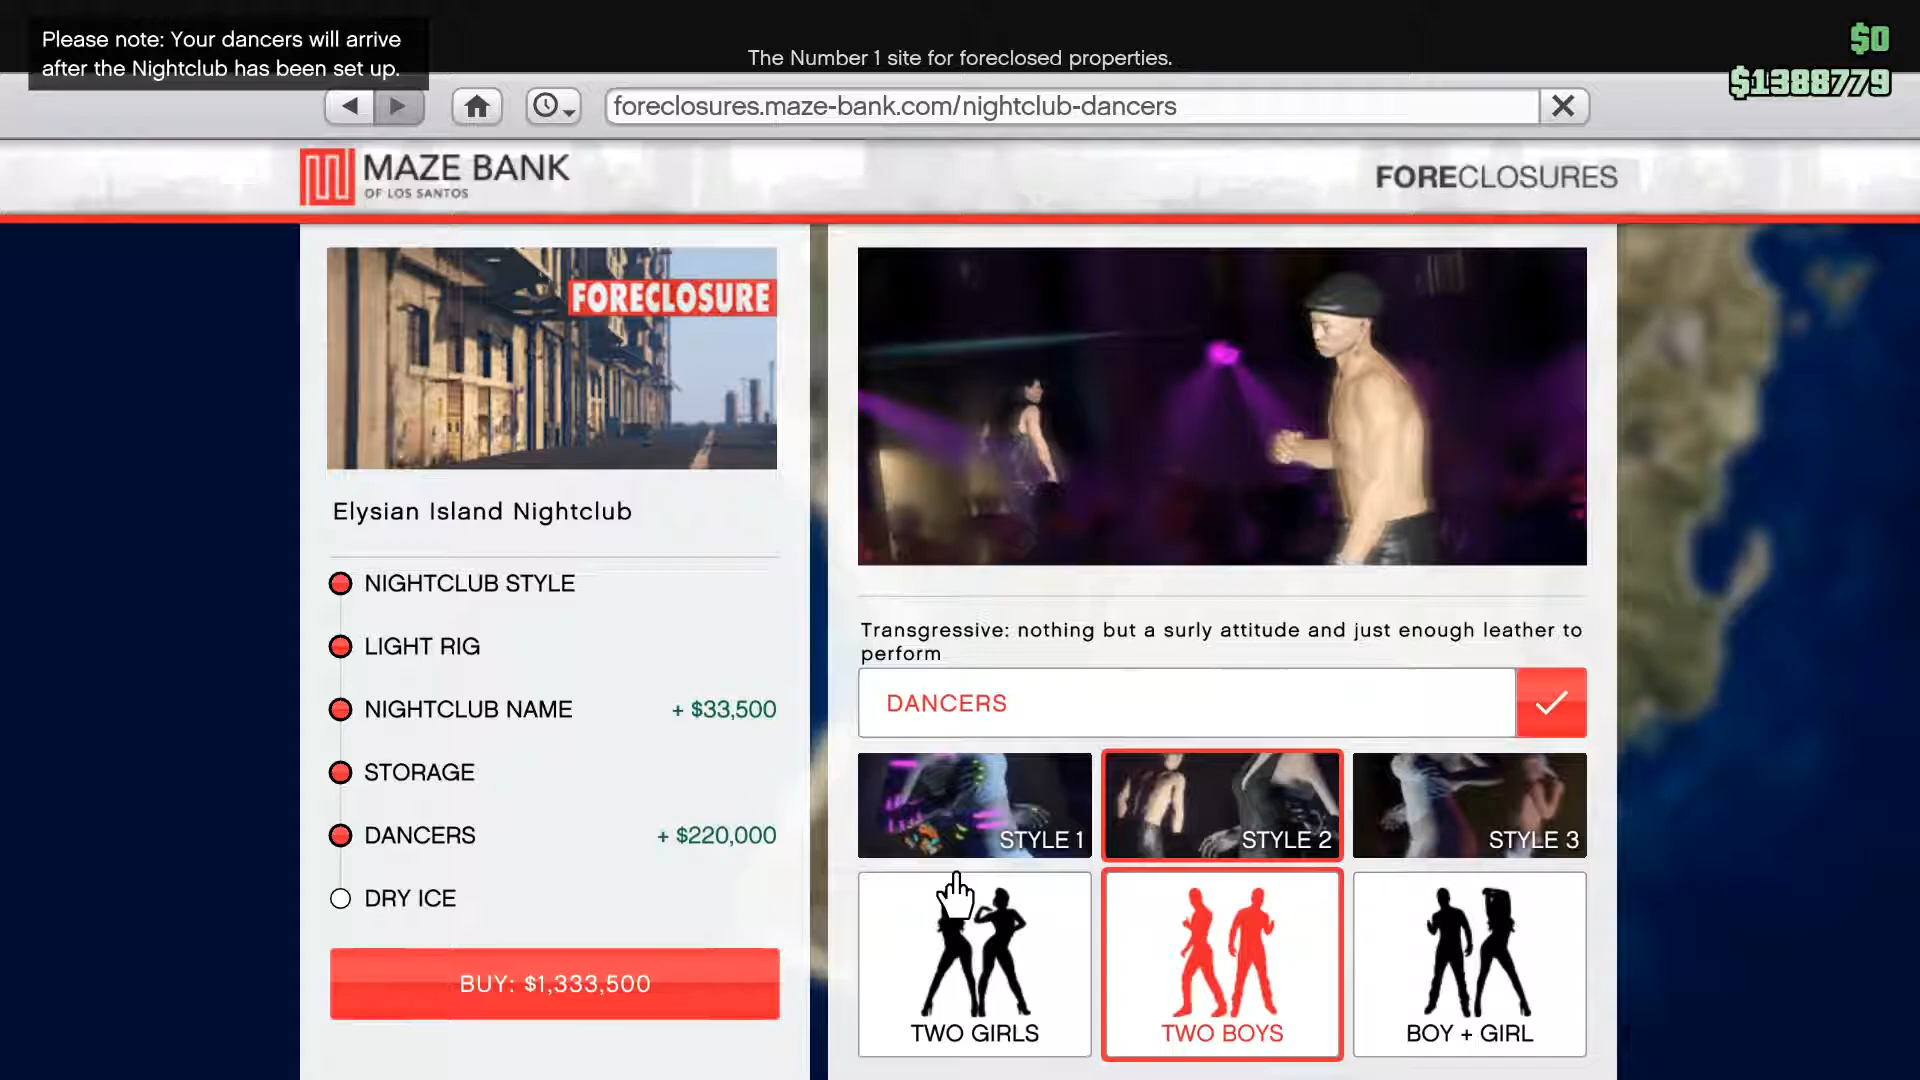 Please note: Your dancers will arrive
after the Nightclub has been set up.
The Number 1 site for foreclosed properties.
$0
$1388779
foreclosures.maze-bank.com/nightclub-dancers
MAZE BANK
OF LOS SANTOS
FORECLOSURES
FORECLOSURE
Elysian Island Nightclub
NIGHTCLUB STYLE
LIGHT RIG
NIGHTCLUB NAME + $33,500
STORAGE
DANCERS + $220,000
DRY ICE
BUY: $1,333,500
Transgressive: nothing but a surly attitude and just enough leather to
perform
DANCERS
STYLE 1
STYLE 2
STYLE 3
TWO GIRLS
TWO BOYS
BOY + GIRL